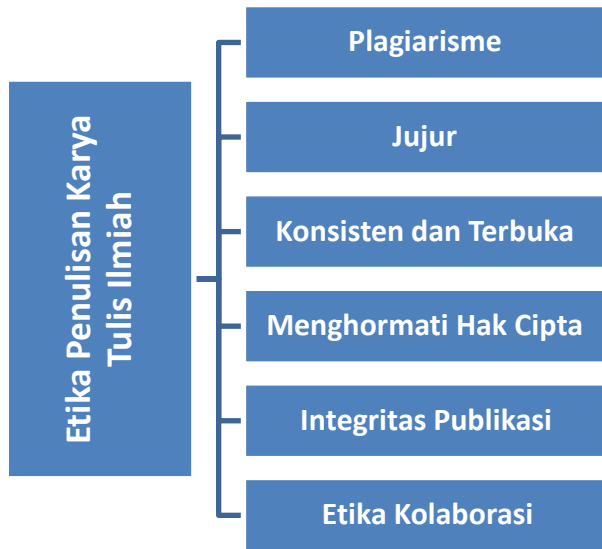 Etika Penulisan Karya
Tulis Ilmiah
Plagiarisme
Jujur
Konsisten dan Terbuka
Menghormati Hak Cipta
Integritas Publikasi
Etika Kolaborasi